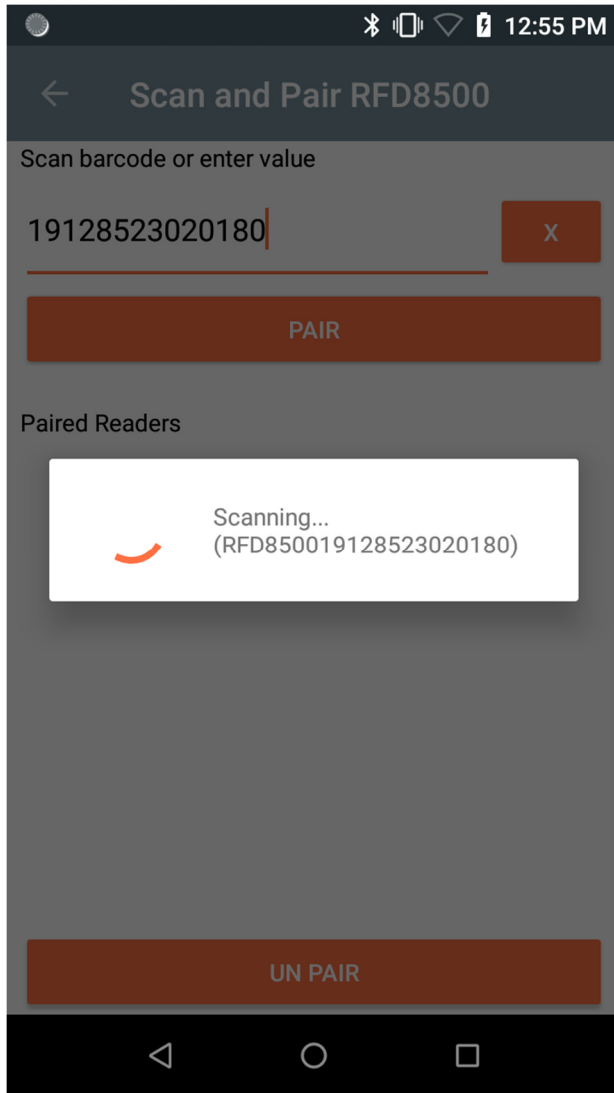 12:55 PM
Scan and Pair RFD8500
Scan barcode or enter value
19128523020180
X
PAIR
Paired Readers
Scanning...
(RFD850019128523020180)
UN PAIR